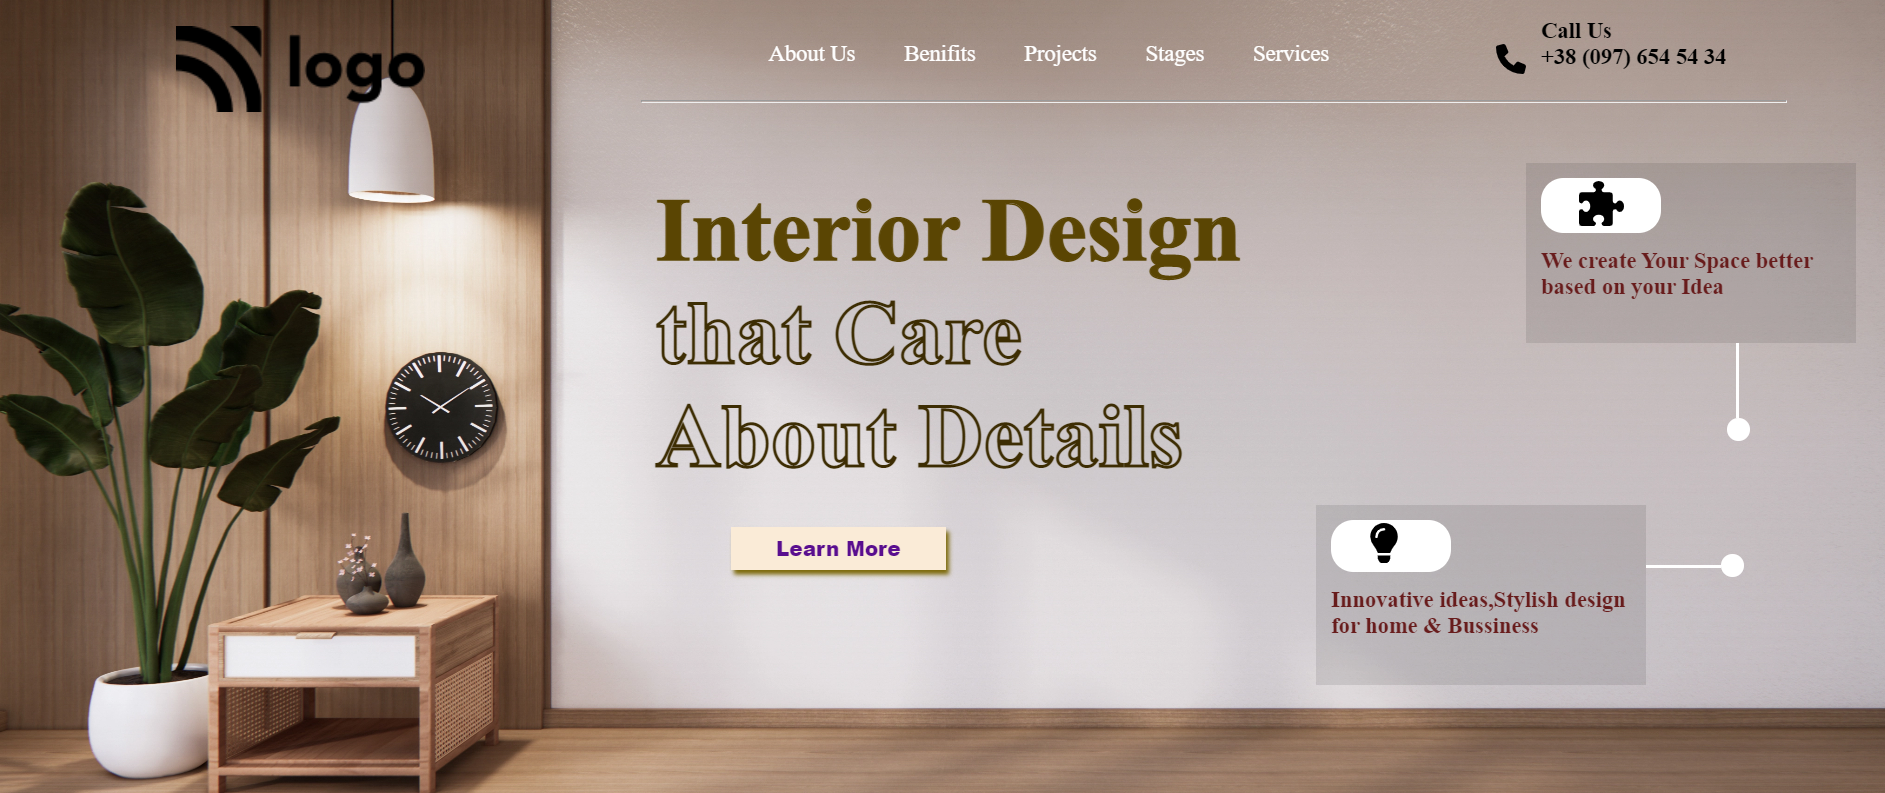 logo
About Us
Benifits
Projects
Stages
Services
Call Us
+38 (097) 654 54 34
Interior Design
that Care
About Details
Learn More
We create Your Space better
based on your Idea
Innovative ideas,Stylish design
for home & Bussiness